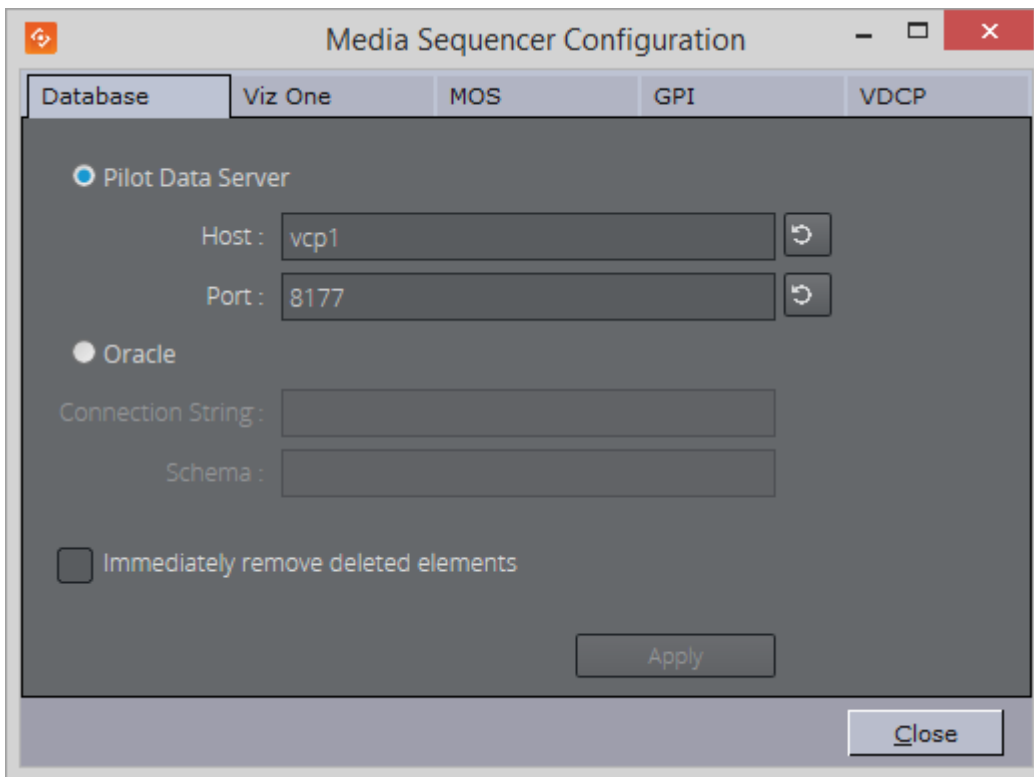 Media Sequencer Configuration
Database Viz One MOS GPI VDCP
Pilot Data Server
Host : vcp1
Port : 8177
Oracle
Connection String :
Schema :
Immediately remove deleted elements
Apply
Close